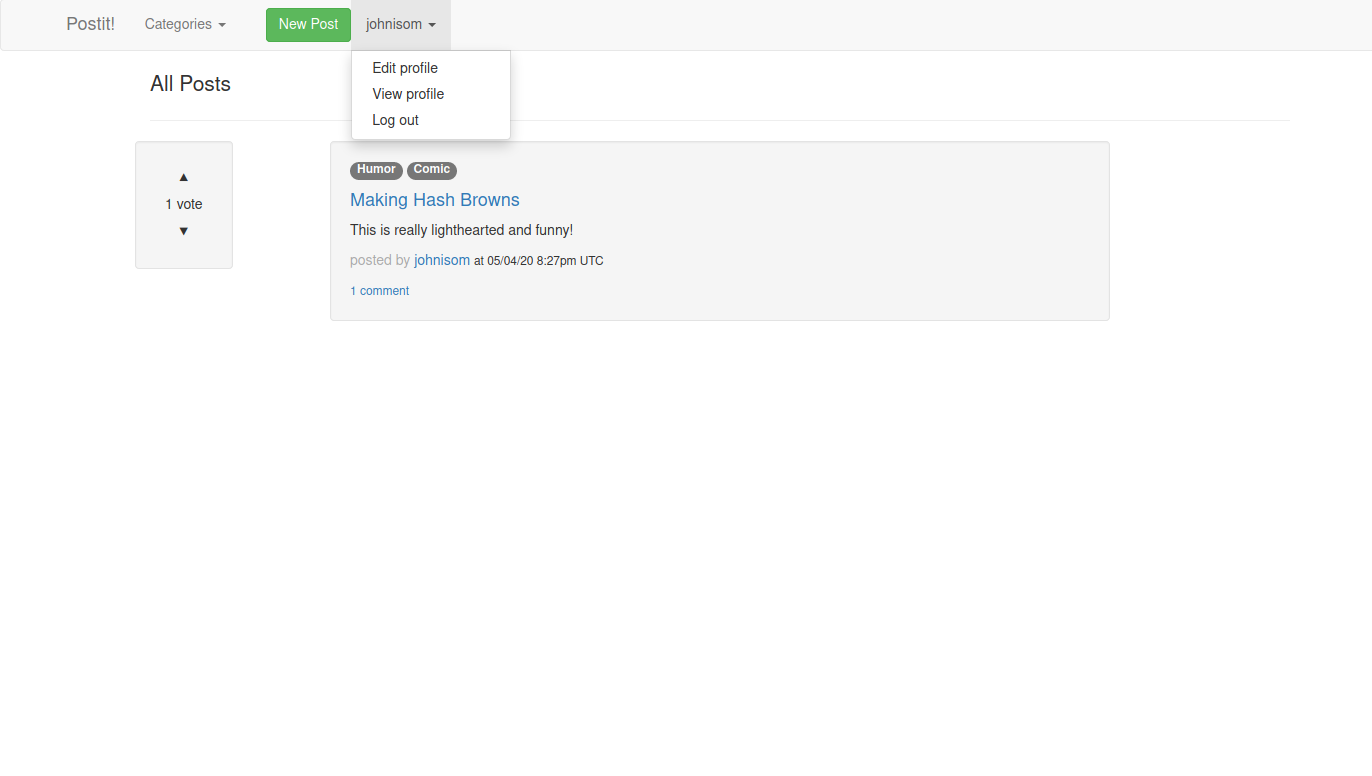 Postit! Categories New Post johnisom
Edit profile
View profile
Log out
All Posts
▲
1 vote
▼
Humor Comic
Making Hash Browns
This is really lighthearted and funny!
posted by johnisom at 05/04/20 8:27pm UTC
1 comment